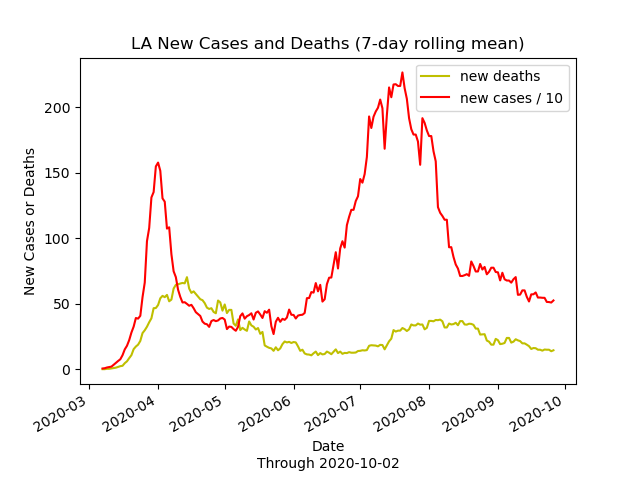 LA New Cases and Deaths (7-day rolling mean)
new deaths
new cases / 10
New Cases or Deaths
200
150
100
50
0
2020-03
2020-04
2020-05
2020-06
2020-07
2020-08
2020-09
2020-10
Date
Through 2020-10-02